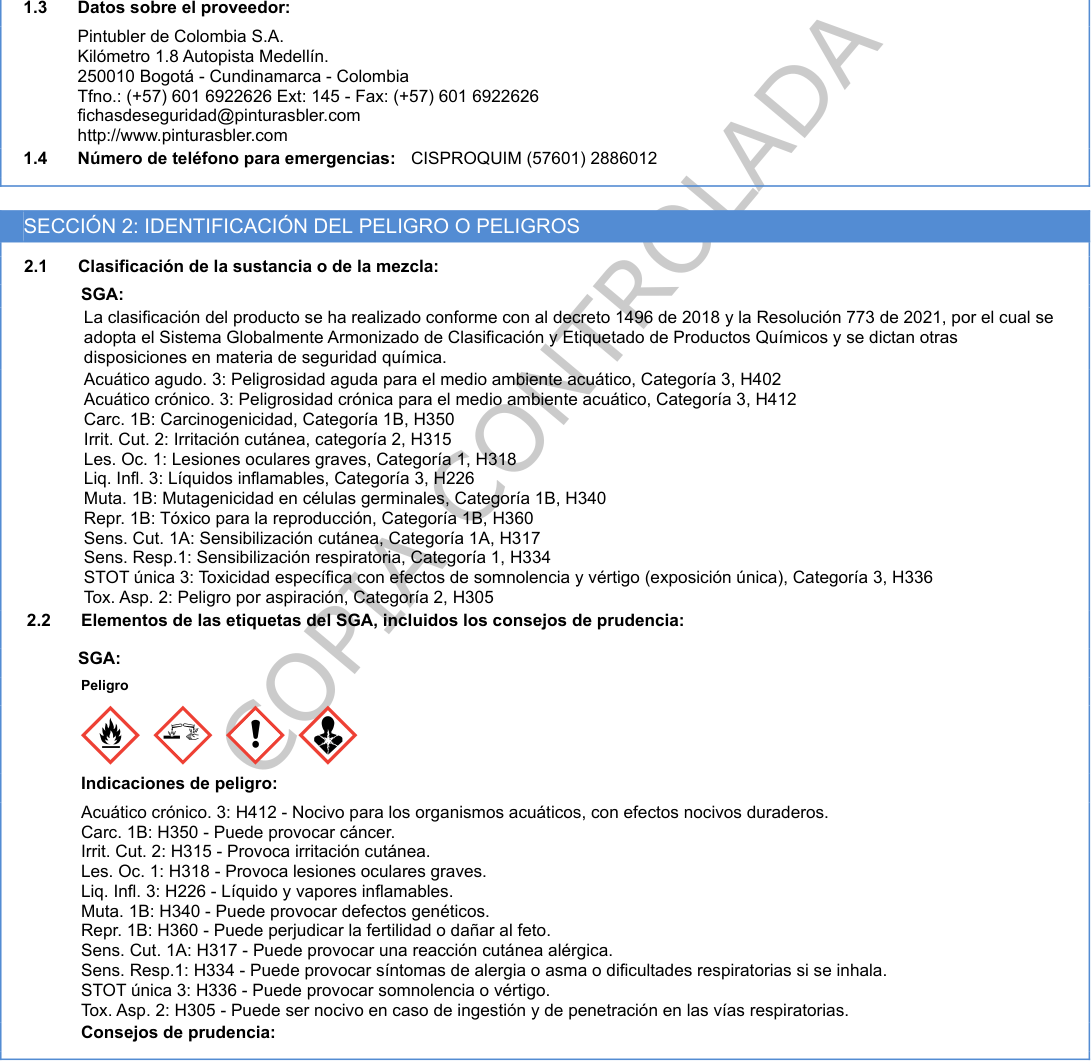 1.3 Datos sobre el proveedor:
Pintubler de Colombia S.A.
Kilómetro 1.8 Autopista Medellín.
250010 Bogotá - Cundinamarca - Colombia
Tfno.: (+57) 601 6922626 Ext: 145 - Fax: (+57) 601 6922626
fichasdeseguridad@pinturasbler.com
http://www.pinturasbler.com
1.4 Número de teléfono para emergencias: CISPROQUIM (57601) 2886012
SECCIÓN 2: IDENTIFICACIÓN DEL PELIGRO O PELIGROS
2.1 Clasificación de la sustancia o de la mezcla:
SGA:
La clasificación del producto se ha realizado conforme con al decreto 1496 de 2018 y la Resolución 773 de 2021, por el cual se
adopta el Sistema Globalmente Armonizado de Clasificación y Etiquetado de Productos Químicos y se dictan otras
disposiciones en materia de seguridad química.
Acuático agudo. 3: Peligrosidad aguda para el medio ambiente acuático, Categoría 3, H402
Acuático crónico. 3: Peligrosidad crónica para el medio ambiente acuático, Categoría 3, H412
Carc. 1B: Carcinogenicidad, Categoría 1B, H350
Irrit. Cut. 2: Irritación cutánea, categoría 2, H315
Les. Oc. 1: Lesiones oculares graves, Categoría 1, H318
Liq. Infl. 3: Líquidos inflamables, Categoría 3, H226
Muta. 1B: Mutagenicidad en células germinales, Categoría 1B, H340
Repr. 1B: Tóxico para la reproducción, Categoría 1B, H360
Sens. Cut. 1A: Sensibilización cutánea, Categoría 1A, H317
Sens. Resp.1: Sensibilización respiratoria, Categoría 1, H334
STOT única 3: Toxicidad específica con efectos de somnolencia y vértigo (exposición única), Categoría 3, H336
Tox. Asp. 2: Peligro por aspiración, Categoría 2, H305
2.2 Elementos de las etiquetas del SGA, incluidos los consejos de prudencia:
SGA:
Peligro
Indicaciones de peligro:
Acuático crónico. 3: H412 - Nocivo para los organismos acuáticos, con efectos nocivos duraderos.
Carc. 1B: H350 - Puede provocar cáncer.
Irrit. Cut. 2: H315 - Provoca irritación cutánea.
Les. Oc. 1: H318 - Provoca lesiones oculares graves.
Liq. Infl. 3: H226 - Líquido y vapores inflamables.
Muta. 1B: H340 - Puede provocar defectos genéticos.
Repr. 1B: H360 - Puede perjudicar la fertilidad o dañar al feto.
Sens. Cut. 1A: H317 - Puede provocar una reacción cutánea alérgica.
Sens. Resp.1: H334 - Puede provocar síntomas de alergia o asma o dificultades respiratorias si se inhala.
STOT única 3: H336 - Puede provocar somnolencia o vértigo.
Tox. Asp. 2: H305 - Puede ser nocivo en caso de ingestión y de penetración en las vías respiratorias.
Consejos de prudencia:
COPIA CONTROLADA